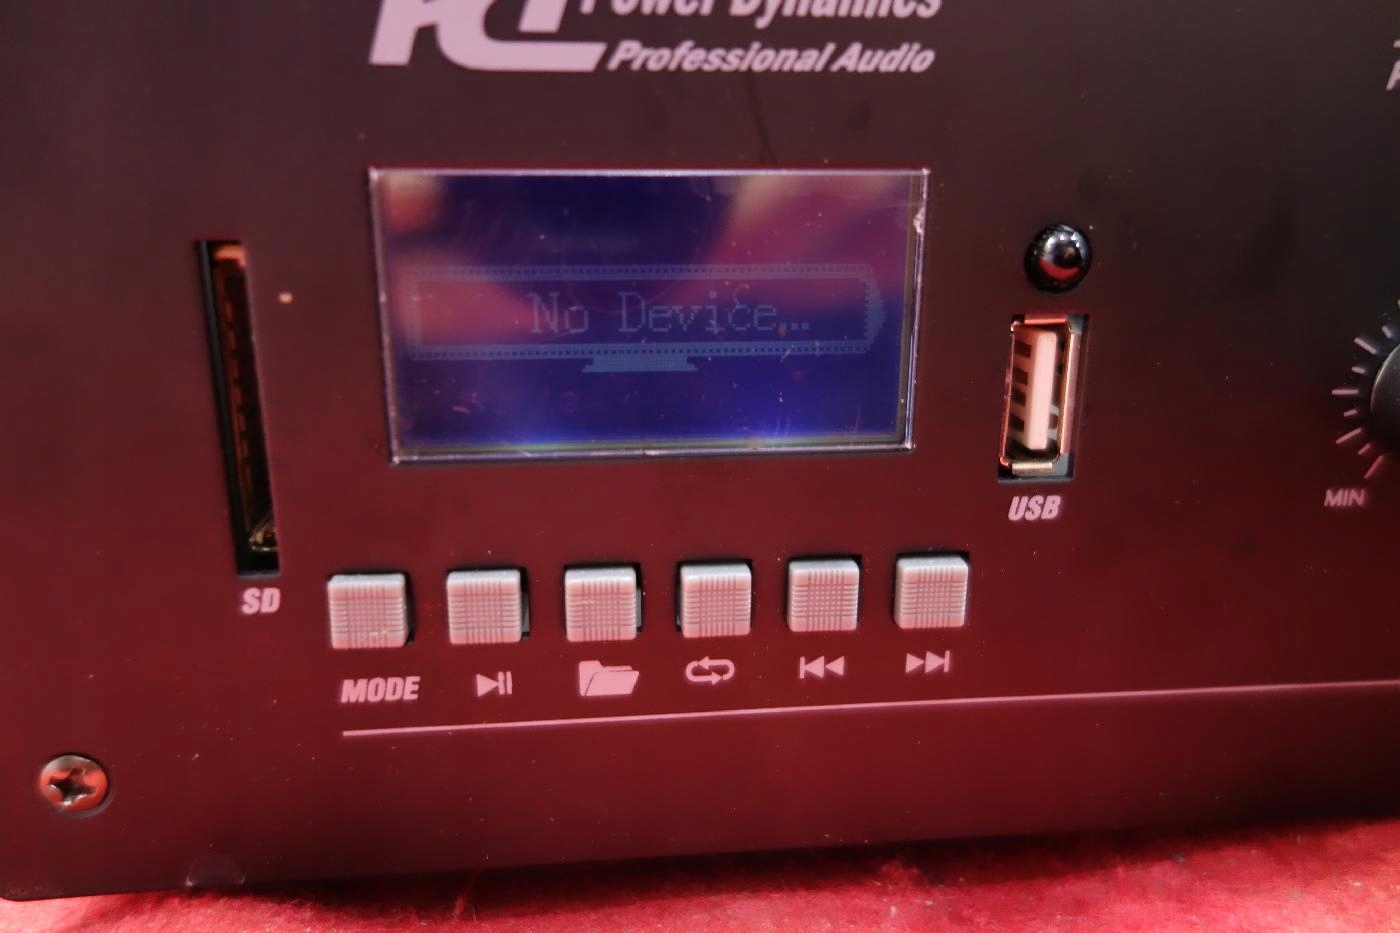 Power Dynamics
Professional Audio
No Device...
USB
MIN
SD
MODE